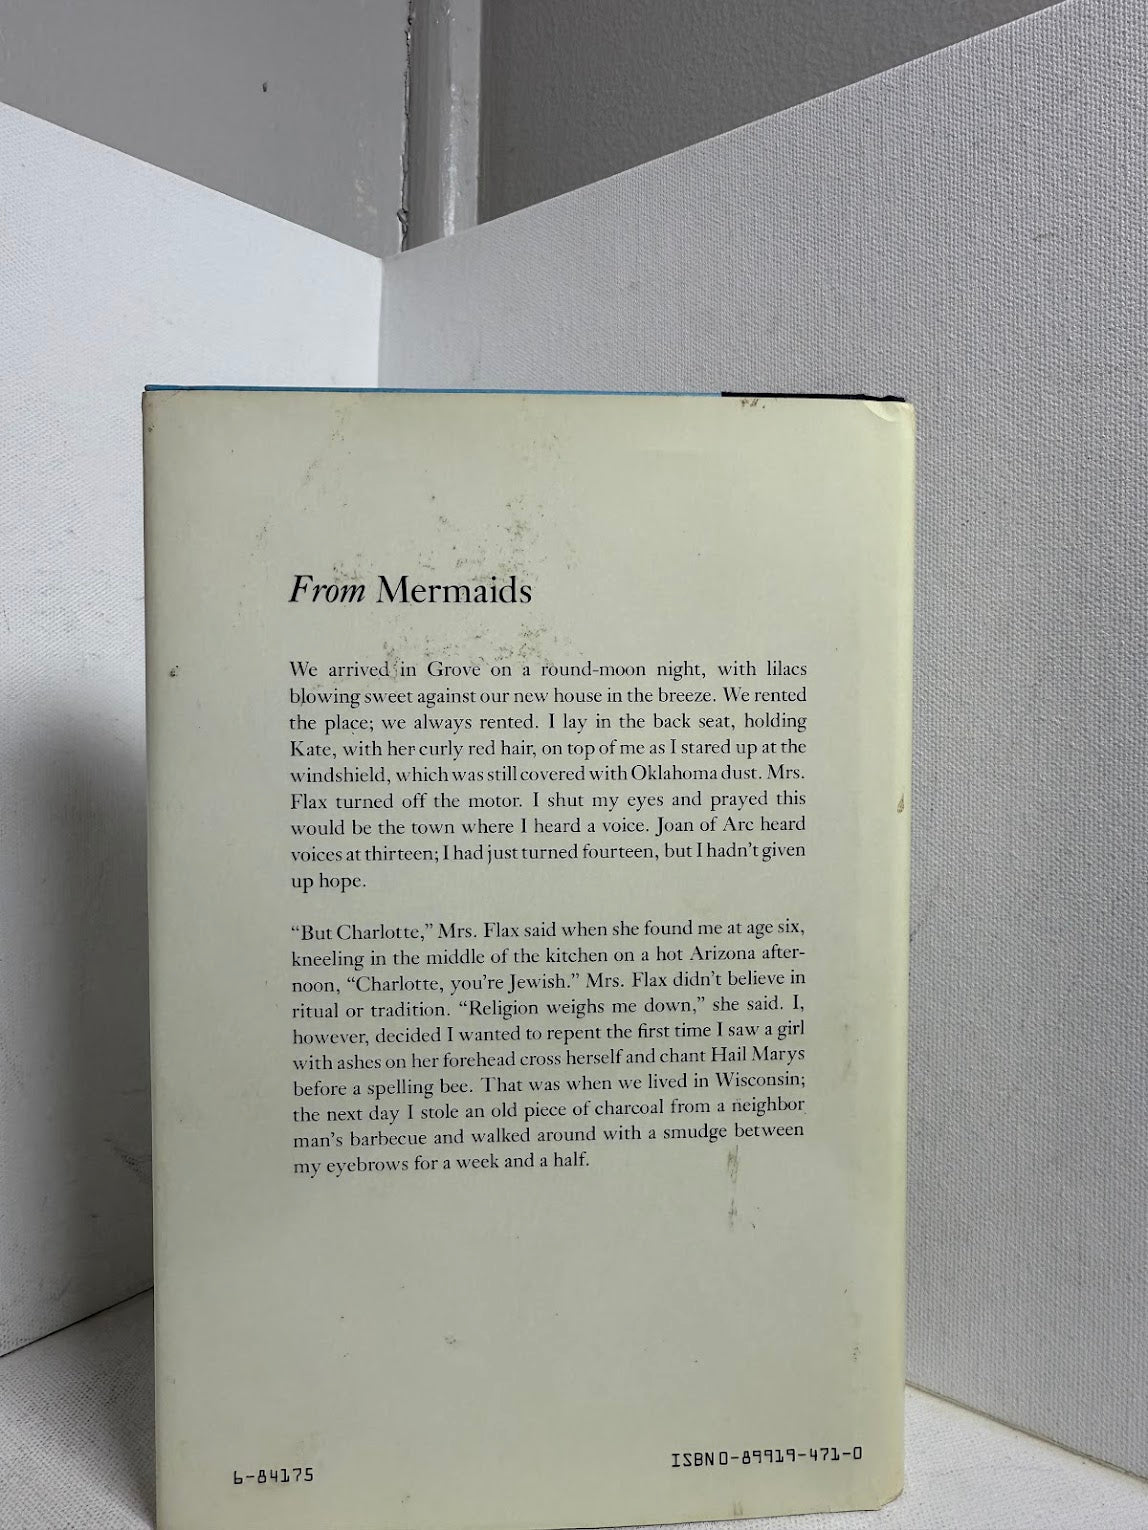 From Mermaids
We arrived in Grove on a round-moon night, with lilacs
blowing sweet against our new house in the breeze. We rented
the place; we always rented. I lay in the back seat, holding
Kate, with her curly red hair, on top of me as I stared up at the
windshield, which was still covered with Oklahoma dust. Mrs.
Flax turned off the motor. I shut my eyes and prayed this
would be the town where I heard a voice. Joan of Arc heard
voices at thirteen; I had just turned fourteen, but I hadn't given
up hope.
“But Charlotte,” Mrs. Flax said when she found me at age six,
kneeling in the middle of the kitchen on a hot Arizona after-
noon, “Charlotte, you're Jewish.” Mrs. Flax didn't believe in
ritual or tradition. “Religion weighs me down,” she said. I,
however, decided I wanted to repent the first time I saw a girl
with ashes on her forehead cross herself and chant Hail Marys
before a spelling bee. That was when we lived in Wisconsin;
the next day I stole an old piece of charcoal from a neighbor
man's barbecue and walked around with a smudge between
my eyebrows for a week and a half.
6-84175
ISBN 0-89919-471-0